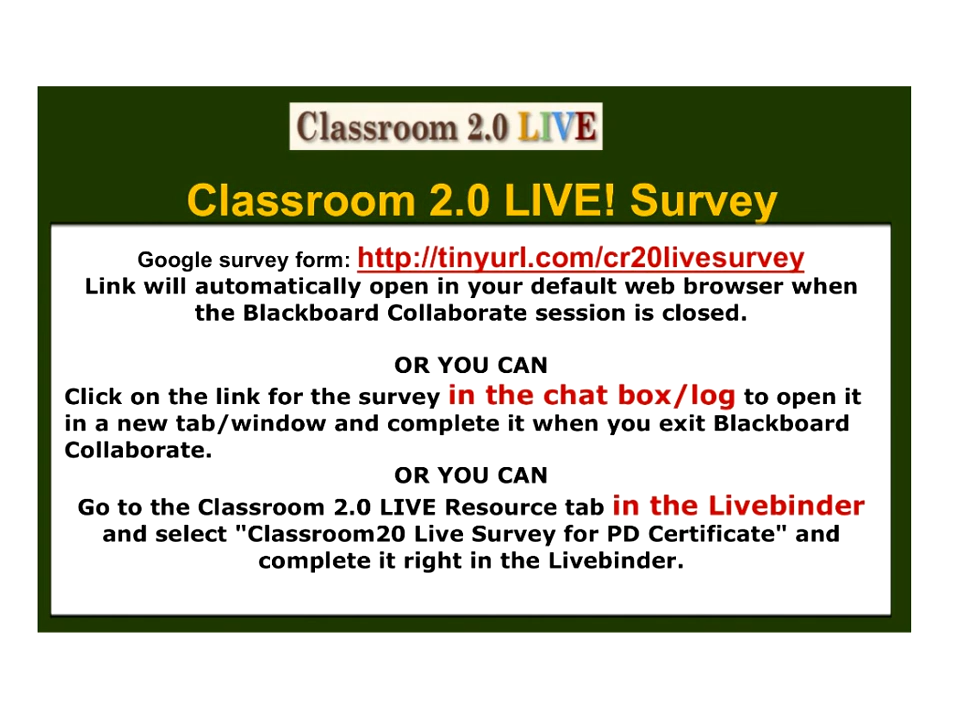 Classroom 2.0 LIVE
Classroom 2.0 LIVE! Survey
Google survey form: http://tinyurl.com/cr20livesurvey
Link will automatically open in your default web browser when
the Blackboard Collaborate session is closed.
OR YOU CAN
Click on the link for the survey in the chat box/log to open it
in a new tab/window and complete it when you exit Blackboard
Collaborate.
OR YOU CAN
Go to the Classroom 2.0 LIVE Resource tab in the Livebinder
and select "Classroom20 Live Survey for PD Certificate" and
complete it right in the Livebinder.